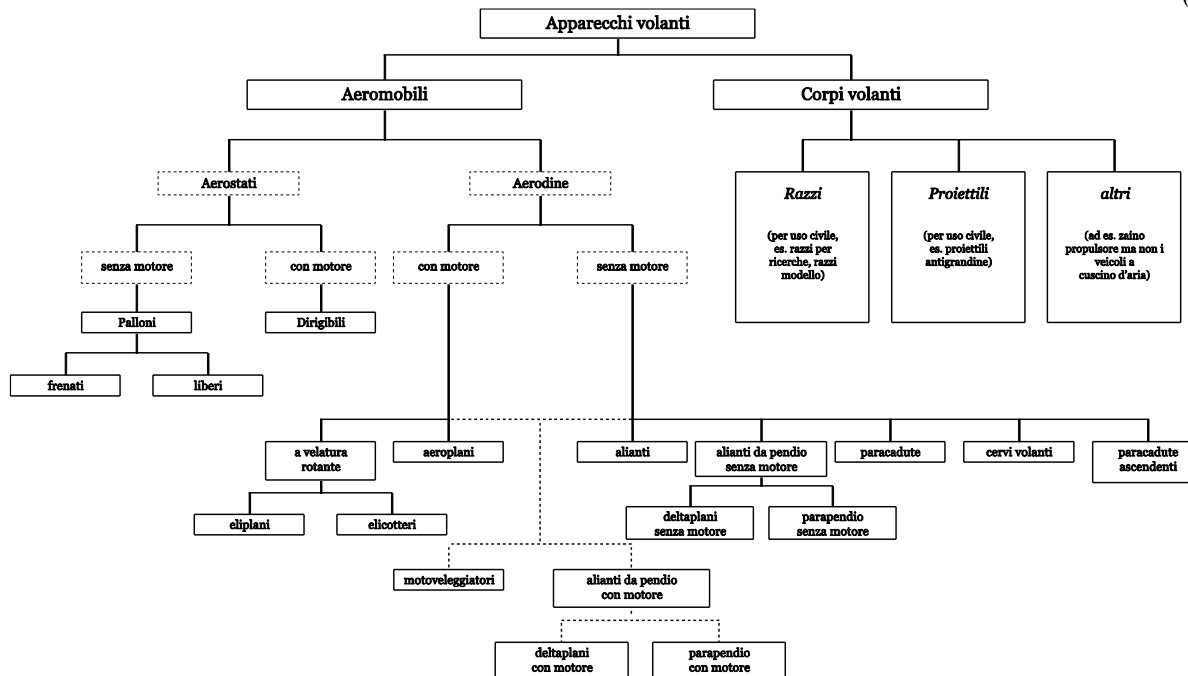 Apparecchi volanti
Aeromobili
Corpi volanti
Aerostati
Aerodine
Razzi
(per uso civile,
es. razzi per
ricerche, razzi
modello)
Proiettili
(per uso civile,
es. proiettili
antigrandine)
altri
(ad es. zaino
propulsore ma non i
veicoli a
cuscino d'aria)
senza motore
con motore
con motore
senza motore
Palloni
Dirigibili
frenati
liberi
a velatura
rotante
aeroplani
alianti
alianti da pendio
senza motore
paracadute
cervi volanti
paracadute
ascendenti
eliplani
elicotteri
deltaplani
senza motore
parapendio
senza motore
motoveleggiatori
alianti da pendio
con motore
deltaplani
con motore
parapendio
con motore